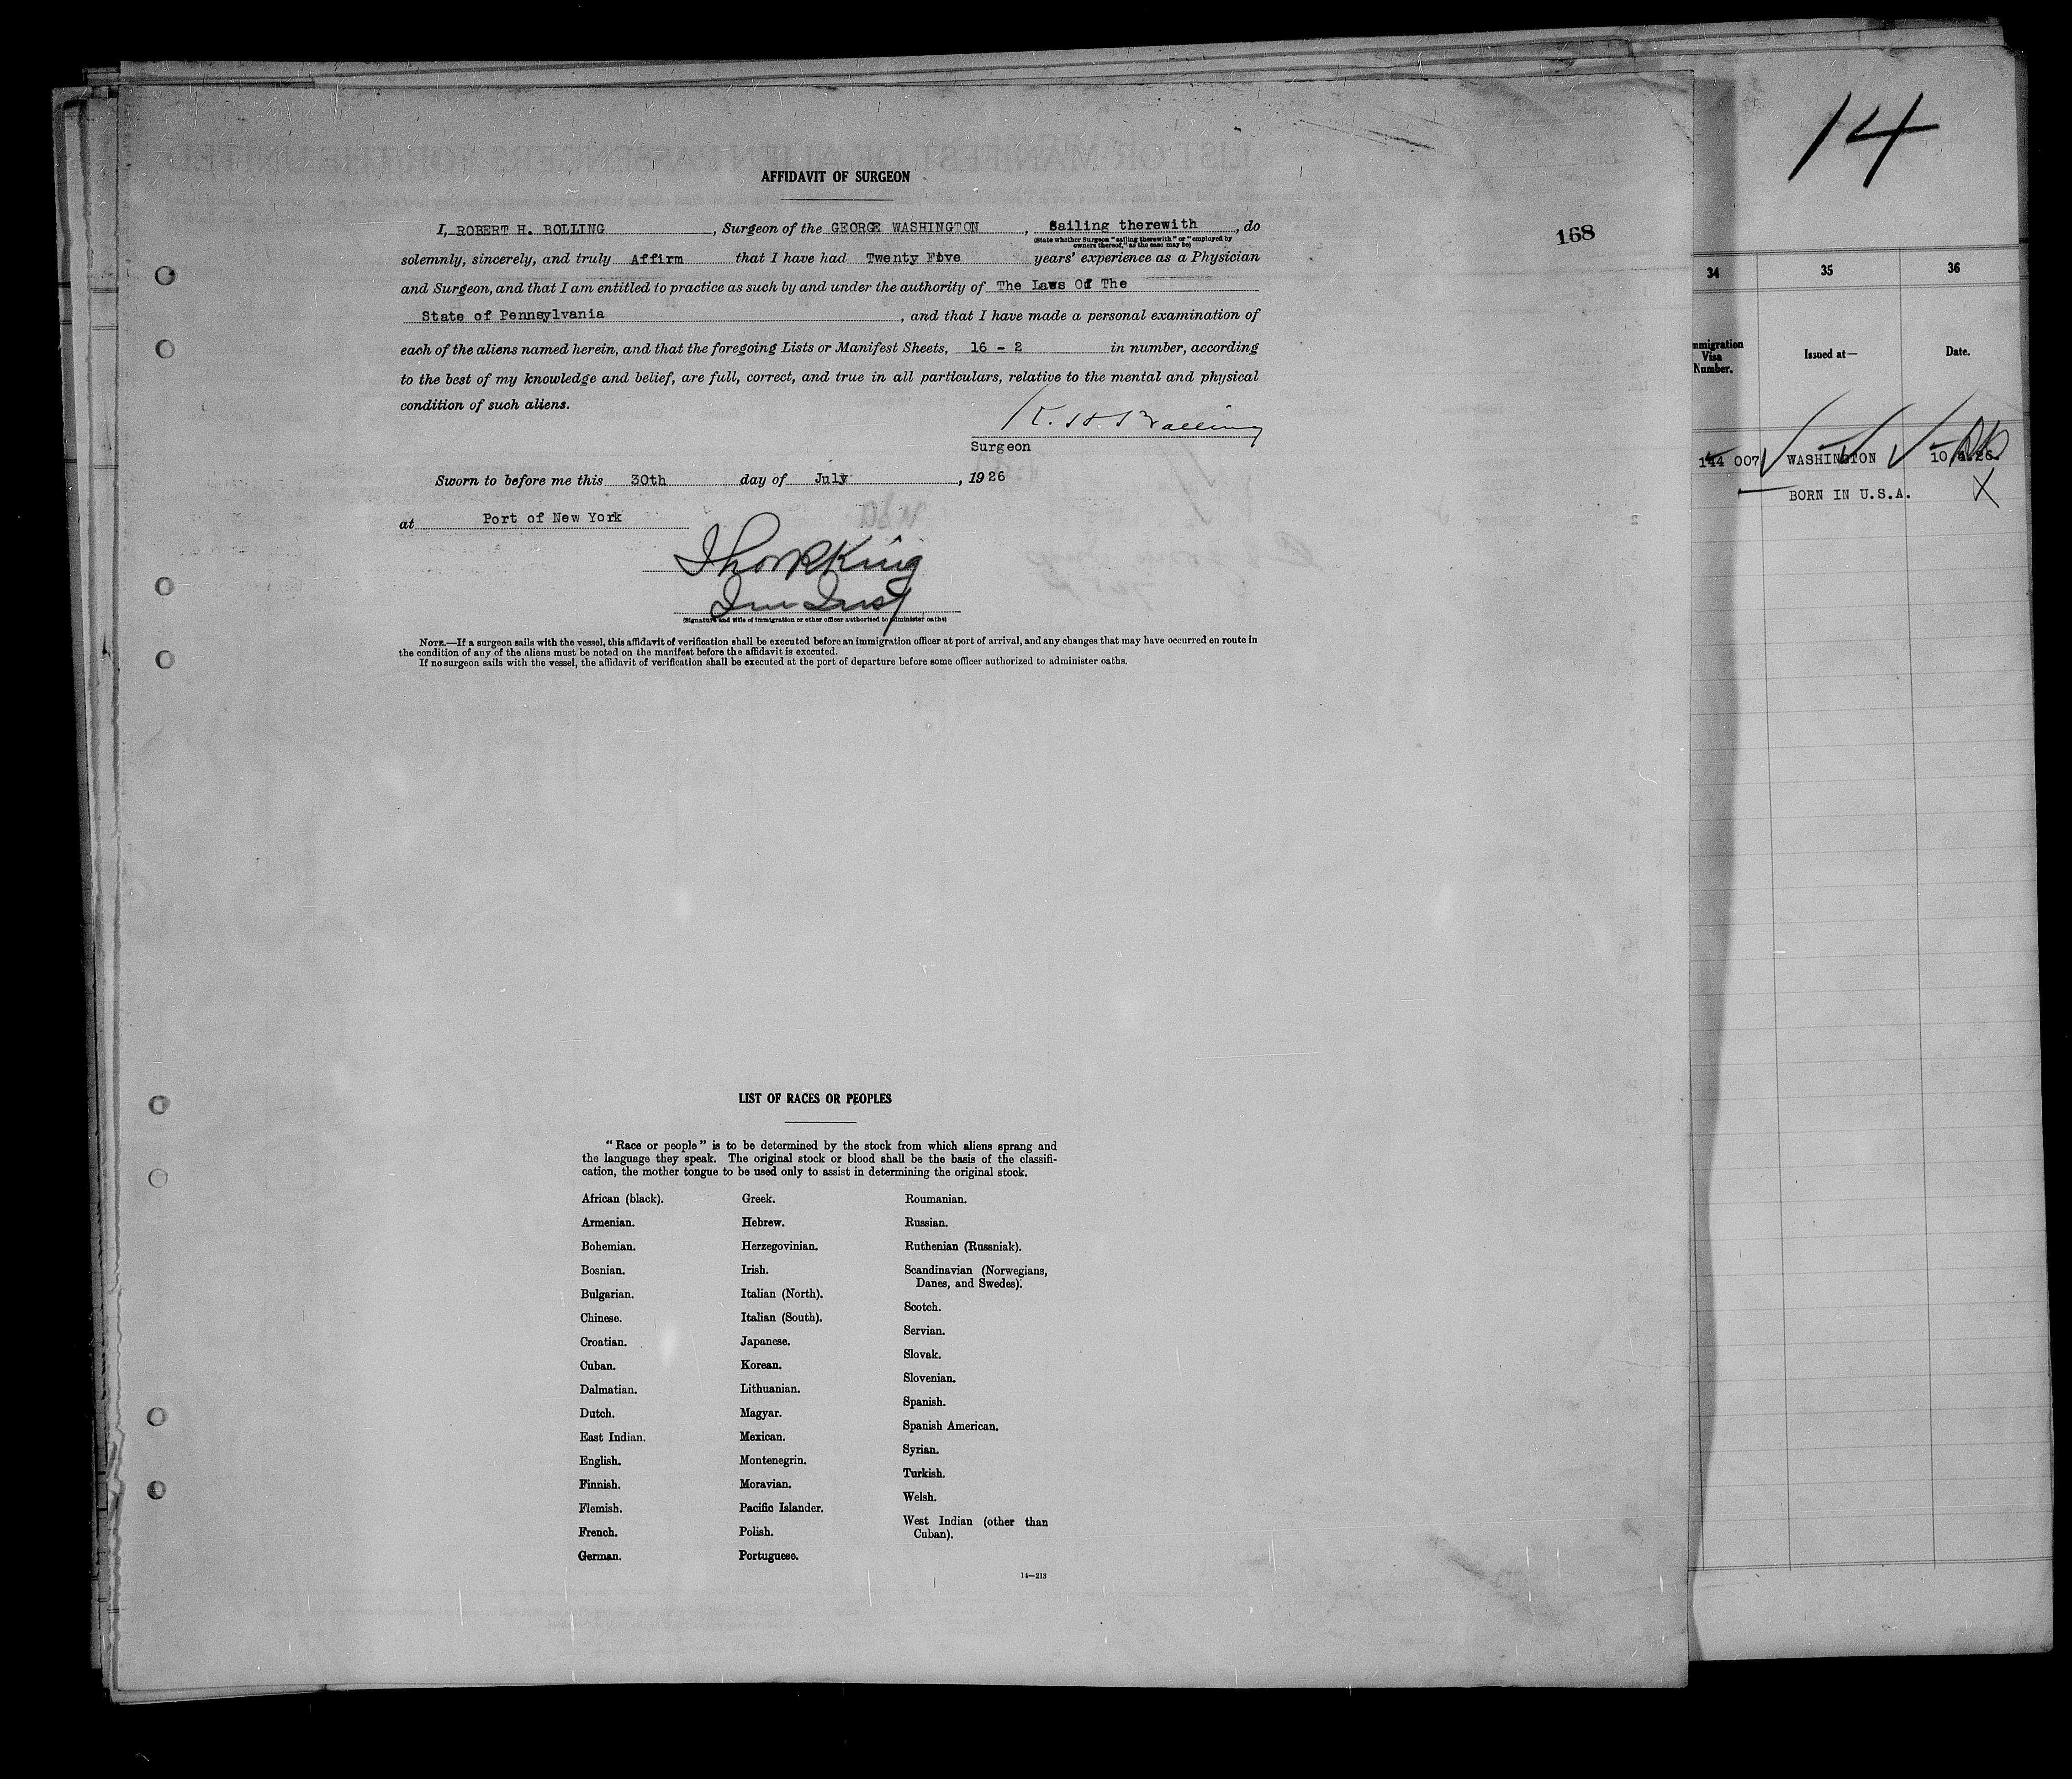 14
168
AFFIDAVIT OF SURGEON
I, ROBERT H. BOLLING, Surgeon of the GEORGE WASHINGTON, Sailing therewith, do
(State whether Surgeon "sailing therewith" or "employed by
owners thereof," as the case may be)
solemnly, sincerely, and truly Affirm that I have had Twenty Five years' experience as a Physician
and Surgeon, and that I am entitled to practice as such by and under the authority of The Laws Of The
State of Pennsylvania, and that I have made a personal examination of
each of the aliens named herein, and that the foregoing Lists or Manifest Sheets, 16 - 2 in number, according
to the best of my knowledge and belief, are full, correct, and true in all particulars, relative to the mental and physical
condition of such aliens.
R. H. Bolling
Surgeon
Sworn to before me this 30th day of July, 1926
at Port of New York
(Signature and title of immigration or other officer authorized to administer oaths)
NOTE.—If a surgeon sails with the vessel, this affidavit of verification shall be executed before an immigration officer at port of arrival, and any changes that may have occurred en route in
the condition of any of the aliens must be noted on the manifest before the affidavit is executed.
If no surgeon sails with the vessel, the affidavit of verification shall be executed at the port of departure before some officer authorized to administer oaths.
LIST OF RACES OR PEOPLES
"Race or people" is to be determined by the stock from which aliens sprang and
the language they speak. The original stock or blood shall be the basis of the classifi-
cation, the mother tongue to be used only to assist in determining the original stock.
African (black).
Armenian.
Bohemian.
Bosnian.
Bulgarian.
Chinese.
Croatian.
Cuban.
Dalmatian.
Dutch.
East Indian.
English.
Finnish.
Flemish.
French.
German.
Greek.
Hebrew.
Herzegovinian.
Irish.
Italian (North).
Italian (South).
Japanese.
Korean.
Lithuanian.
Magyar.
Mexican.
Montenegrin.
Moravian.
Pacific Islander.
Polish.
Portuguese.
Roumanian.
Russian.
Ruthenian (Russniak).
Scandinavian (Norwegians,
Danes, and Swedes).
Scotch.
Servian.
Slovak.
Slovenian.
Spanish.
Spanish American.
Syrian.
Turkish.
Welsh.
West Indian (other than
Cuban).
14—213
34 35 36
mmigration
Visa
Number.
Issued at—
Date.
144 007 WASHINGTON 10
BORN IN U.S.A. X